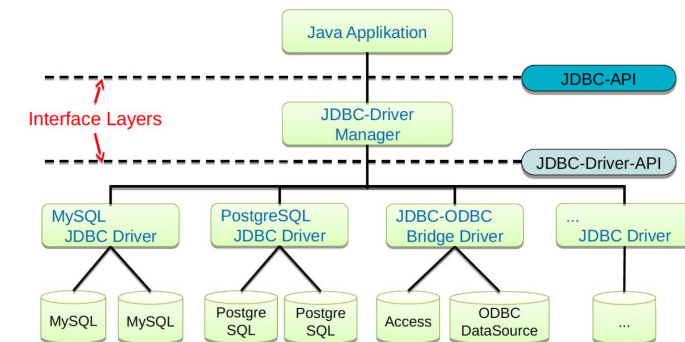 Java Applikation
JDBC-API
Interface Layers
JDBC-Driver
Manager
JDBC-Driver-API
MySQL
JDBC Driver
PostgreSQL
JDBC Driver
JDBC-ODBC
Bridge Driver
...
JDBC Driver
MySQL
MySQL
Postgre
SQL
Postgre
SQL
Access
ODBC
DataSource
...